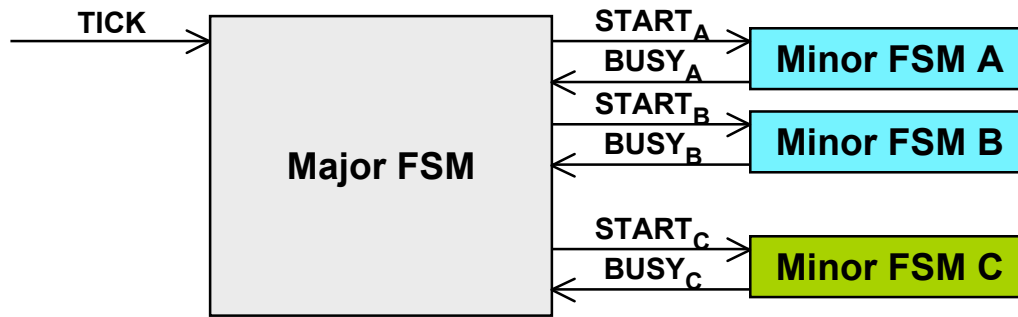 TICK
Major FSM
START_A
BUSY_A
START_B
BUSY_B
START_C
BUSY_C
Minor FSM A
Minor FSM B
Minor FSM C